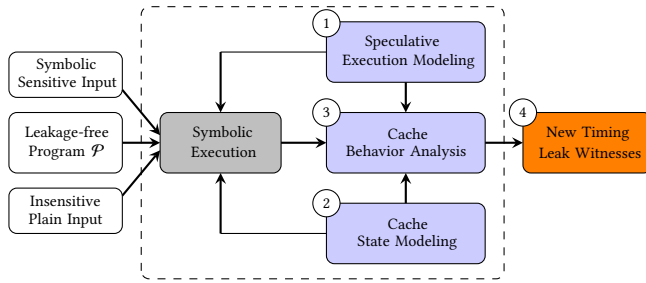 Symbolic
Sensitive Input
Leakage-free
Program 𝒫
Insensitive
Plain Input
Symbolic
Execution
1
Speculative
Execution Modeling
3
Cache
Behavior Analysis
2
Cache
State Modeling
4
New Timing
Leak Witnesses